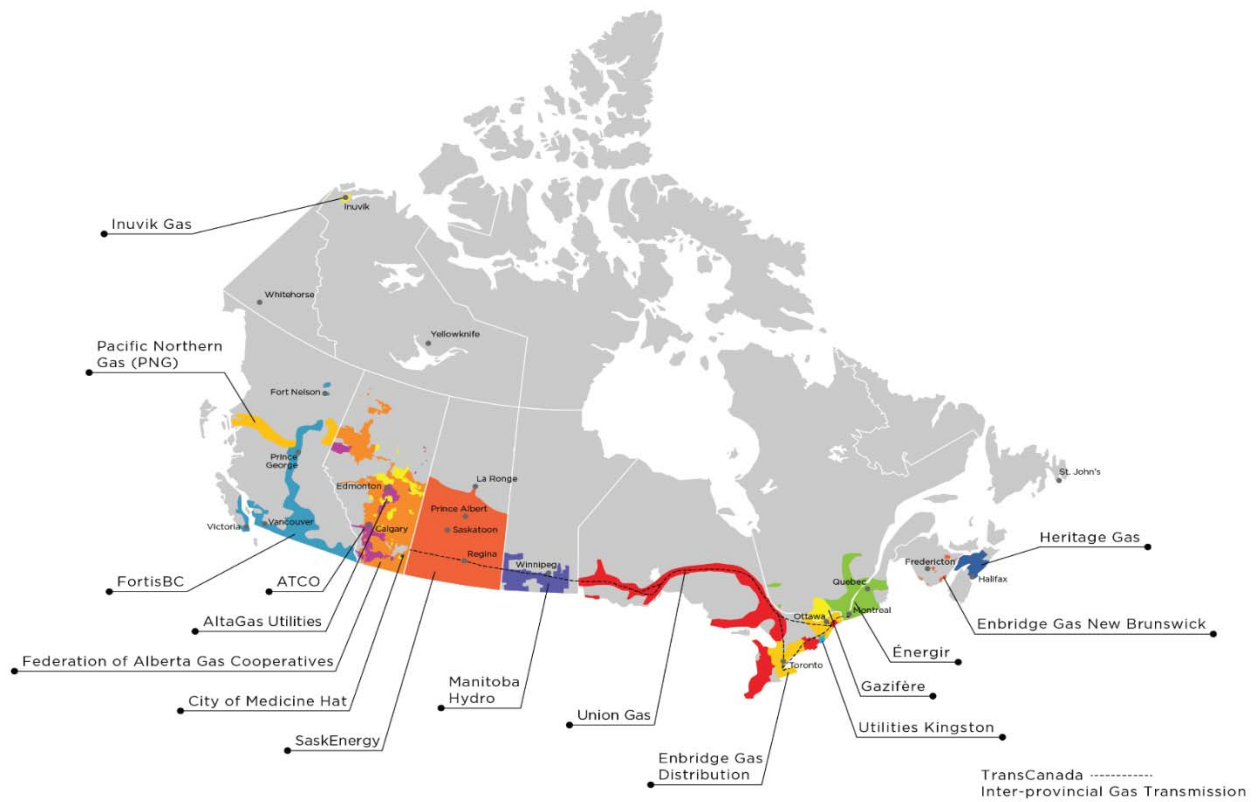 Inuvik
Inuvik Gas
Whitehorse
Yellowknife
Pacific Northern
Gas (PNG)
Fort Nelson
Prince
George
Edmonton
La Ronge
Prince Albert
Saskatoon
Calgary
Victoria
Vancouver
Regina
Winnipeg
St. John's
Fredericton
Halifax
Quebec
Montreal
Ottawa
Toronto
Heritage Gas
Enbridge Gas New Brunswick
Énergir
Gazifère
Utilities Kingston
FortisBC
ATCO
AltaGas Utilities
Federation of Alberta Gas Cooperatives
City of Medicine Hat
SaskEnergy
Manitoba
Hydro
Union Gas
Enbridge Gas
Distribution
TransCanada
Inter-provincial Gas Transmission